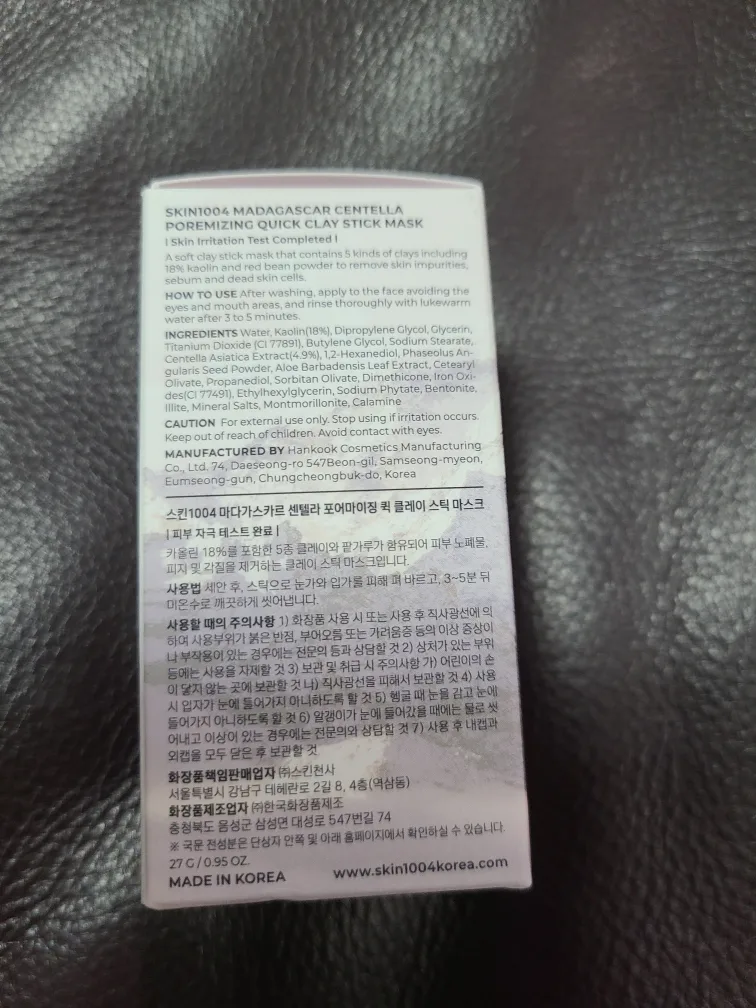 SKIN1004 MADAGASCAR CENTELLA
POREMIZING QUICK CLAY STICK MASK
| Skin Irritation Test Completed |
A soft clay stick mask that contains 5 kinds of clays including
18% kaolin and red bean powder to remove skin impurities,
sebum and dead skin cells.
HOW TO USE After washing, apply to the face avoiding the
eyes and mouth areas, and rinse thoroughly with lukewarm
water after 3 to 5 minutes.
INGREDIENTS Water, Kaolin(18%), Dipropylene Glycol, Glycerin,
Titanium Dioxide (CI 77891), Butylene Glycol, Sodium Stearate,
Centella Asiatica Extract(4.9%), 1,2-Hexanediol, Phaseolus An-
gularis Seed Powder, Aloe Barbadensis Leaf Extract, Cetearyl
Olivate, Propanediol, Sorbitan Olivate, Dimethicone, Iron Oxi-
des(CI 77491), Ethylhexylglycerin, Sodium Phytate, Bentonite,
Illite, Mineral Salts, Montmorillonite, Calamine
CAUTION For external use only. Stop using if irritation occurs.
Keep out of reach of children. Avoid contact with eyes.
MANUFACTURED BY Hankook Cosmetics Manufacturing
Co., Ltd. 74, Daeseong-ro 547Beon-gil, Samseong-myeon,
Eumseong-gun, Chungcheongbuk-do, Korea
스킨1004 마다가스카르 센텔라 포어마이징 퀵 클레이 스틱 마스크
| 피부 자극 테스트 완료 |
카올린 18%를 포함한 5종 클레이와 팥가루가 함유되어 피부 노폐물,
피지 및 각질을 제거하는 클레이 스틱 마스크입니다.
사용법 세안 후, 스틱으로 눈가와 입가를 피해 펴 바르고, 3~5분 뒤
미온수로 깨끗하게 씻어냅니다.
사용할 때의 주의사항 1) 화장품 사용 시 또는 사용 후 직사광선에 의
하여 사용부위가 붉은 반점, 부어오름 또는 가려움증 등의 이상 증상이
나 부작용이 있는 경우에는 전문의 등과 상담할 것 2) 상처가 있는 부위
등에는 사용을 자제할 것 3) 보관 및 취급 시 주의사항 가) 어린이의 손
이 닿지 않는 곳에 보관할 것 나) 직사광선을 피해서 보관할 것 4) 사용
시 입자가 눈에 들어가지 아니하도록 할 것 5) 헹굴 때 눈을 감고 눈에
들어가지 아니하도록 할 것 6) 알갱이가 눈에 들어갔을 때에는 물로 씻
어내고 이상이 있는 경우에는 전문의와 상담할 것 7) 사용 후 내캡과
외캡을 모두 닫은 후 보관할 것
화장품책임판매업자 ㈜스킨천사
서울특별시 강남구 테헤란로 2길 8, 4층(역삼동)
화장품제조업자 ㈜한국화장품제조
충청북도 음성군 삼성면 대성로 547번길 74
※ 국문 전성분은 단상자 안쪽 및 아래 홈페이지에서 확인하실 수 있습니다.
27 G / 0.95 OZ.
MADE IN KOREA www.skin1004korea.com